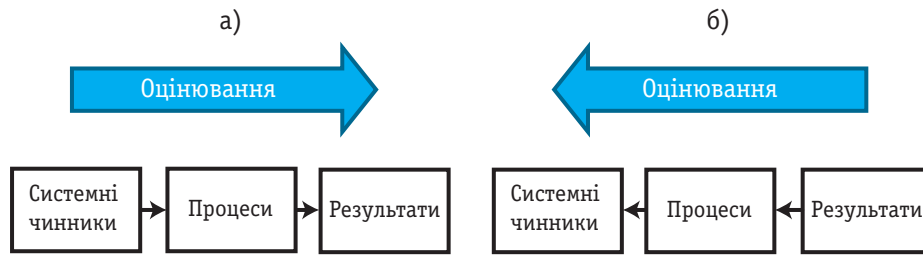 а)
б)
Оцінювання
Оцінювання
Системні
чинники
Процеси
Результати
Системні
чинники
Процеси
Результати